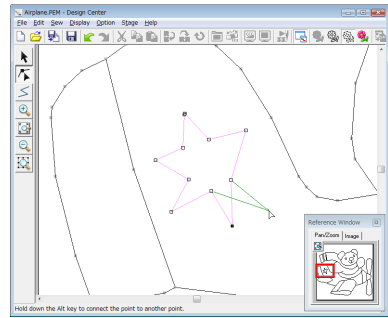 Airplane.PEM - Design Center
File Edit Sew Display Option Stage Help
Reference Window
Pan/Zoom Image
Hold down the Alt key to connect the point to another point.